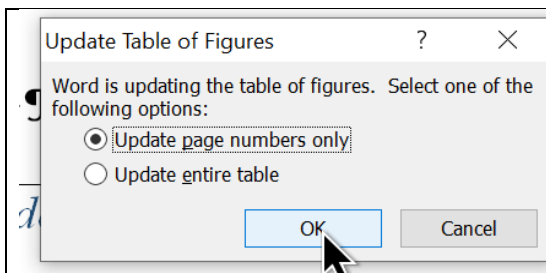 Update Table of Figures ? ×
Word is updating the table of figures. Select one of the
following options:
Update page numbers only
Update entire table
OK Cancel